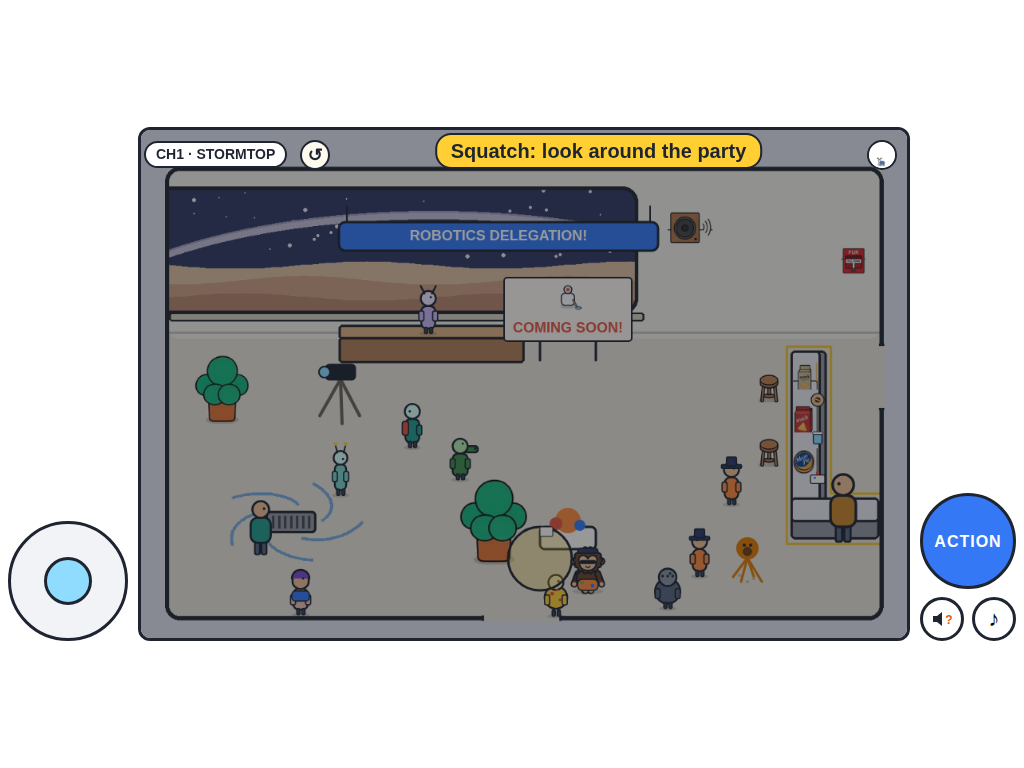 Squatch: look around the party
CH1 · STORMTOP
ROBOTICS DELEGATION!
COMING SOON!
ACTION
?